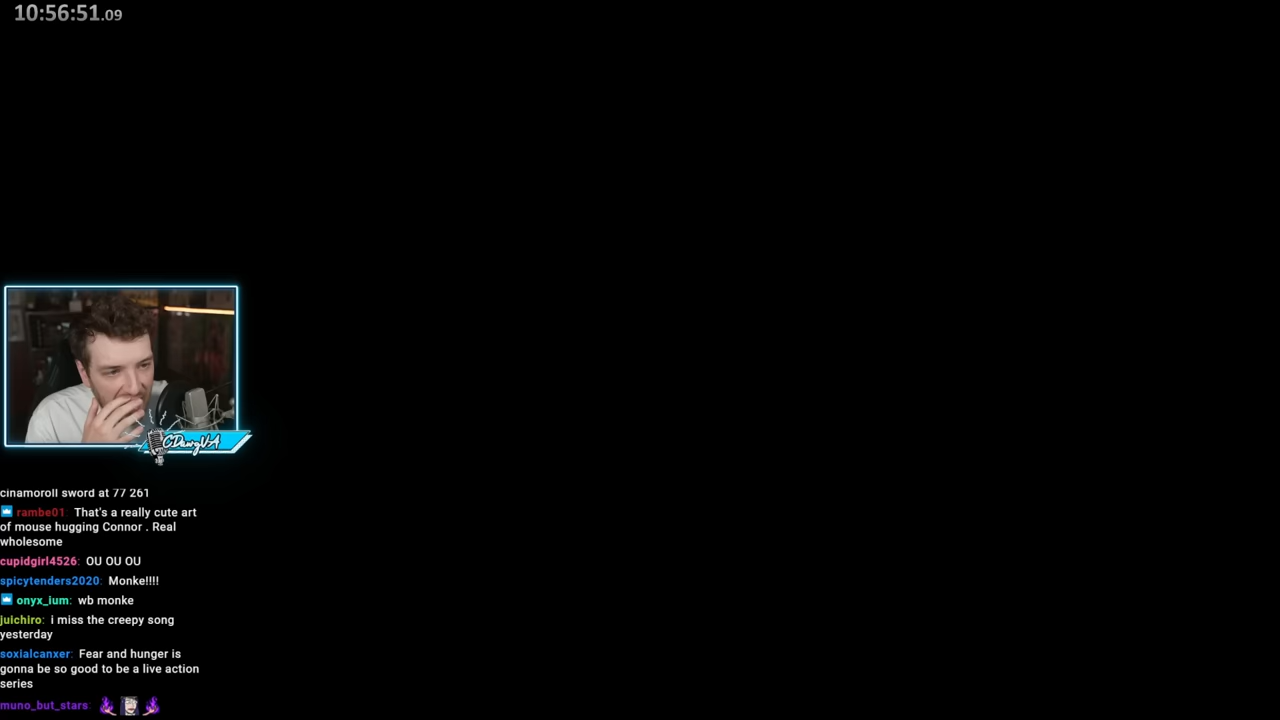 10:56:51.09
CDawgVA
cinamoroll sword at 77 261
rambe01: That's a really cute art
of mouse hugging Connor . Real
wholesome
cupidgirl4526: OU OU OU
spicytenders2020: Monke!!!!
onyx_ium: wb monke
juichiro: i miss the creepy song
yesterday
soxialcanxer: Fear and hunger is
gonna be so good to be a live action
series
muno_but_stars: